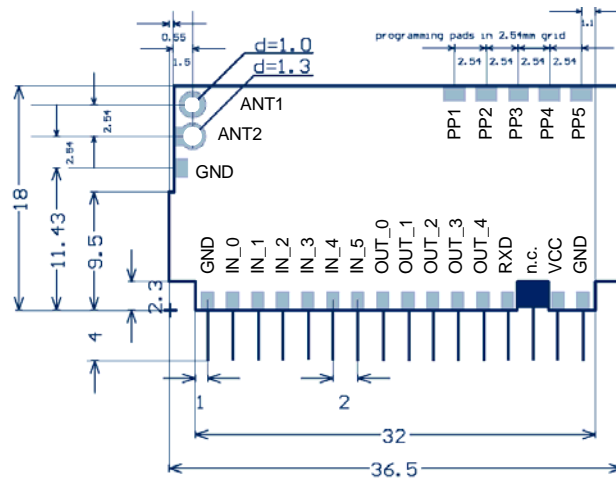 1.1
0.55
programming pads in 2.54mm grid
d=1.0
1.5
2.54 2.54 2.54 2.54
d=1.3
ANT1
2.54
ANT2
2.54
GND
PP1 PP2 PP3 PP4 PP5
18
11.43
9.5
2.3
GND IN_0 IN_1 IN_2 IN_3 IN_4 IN_5 OUT_0 OUT_1 OUT_2 OUT_3 OUT_4 RXD n.c. VCC GND
4
1
2
32
36.5